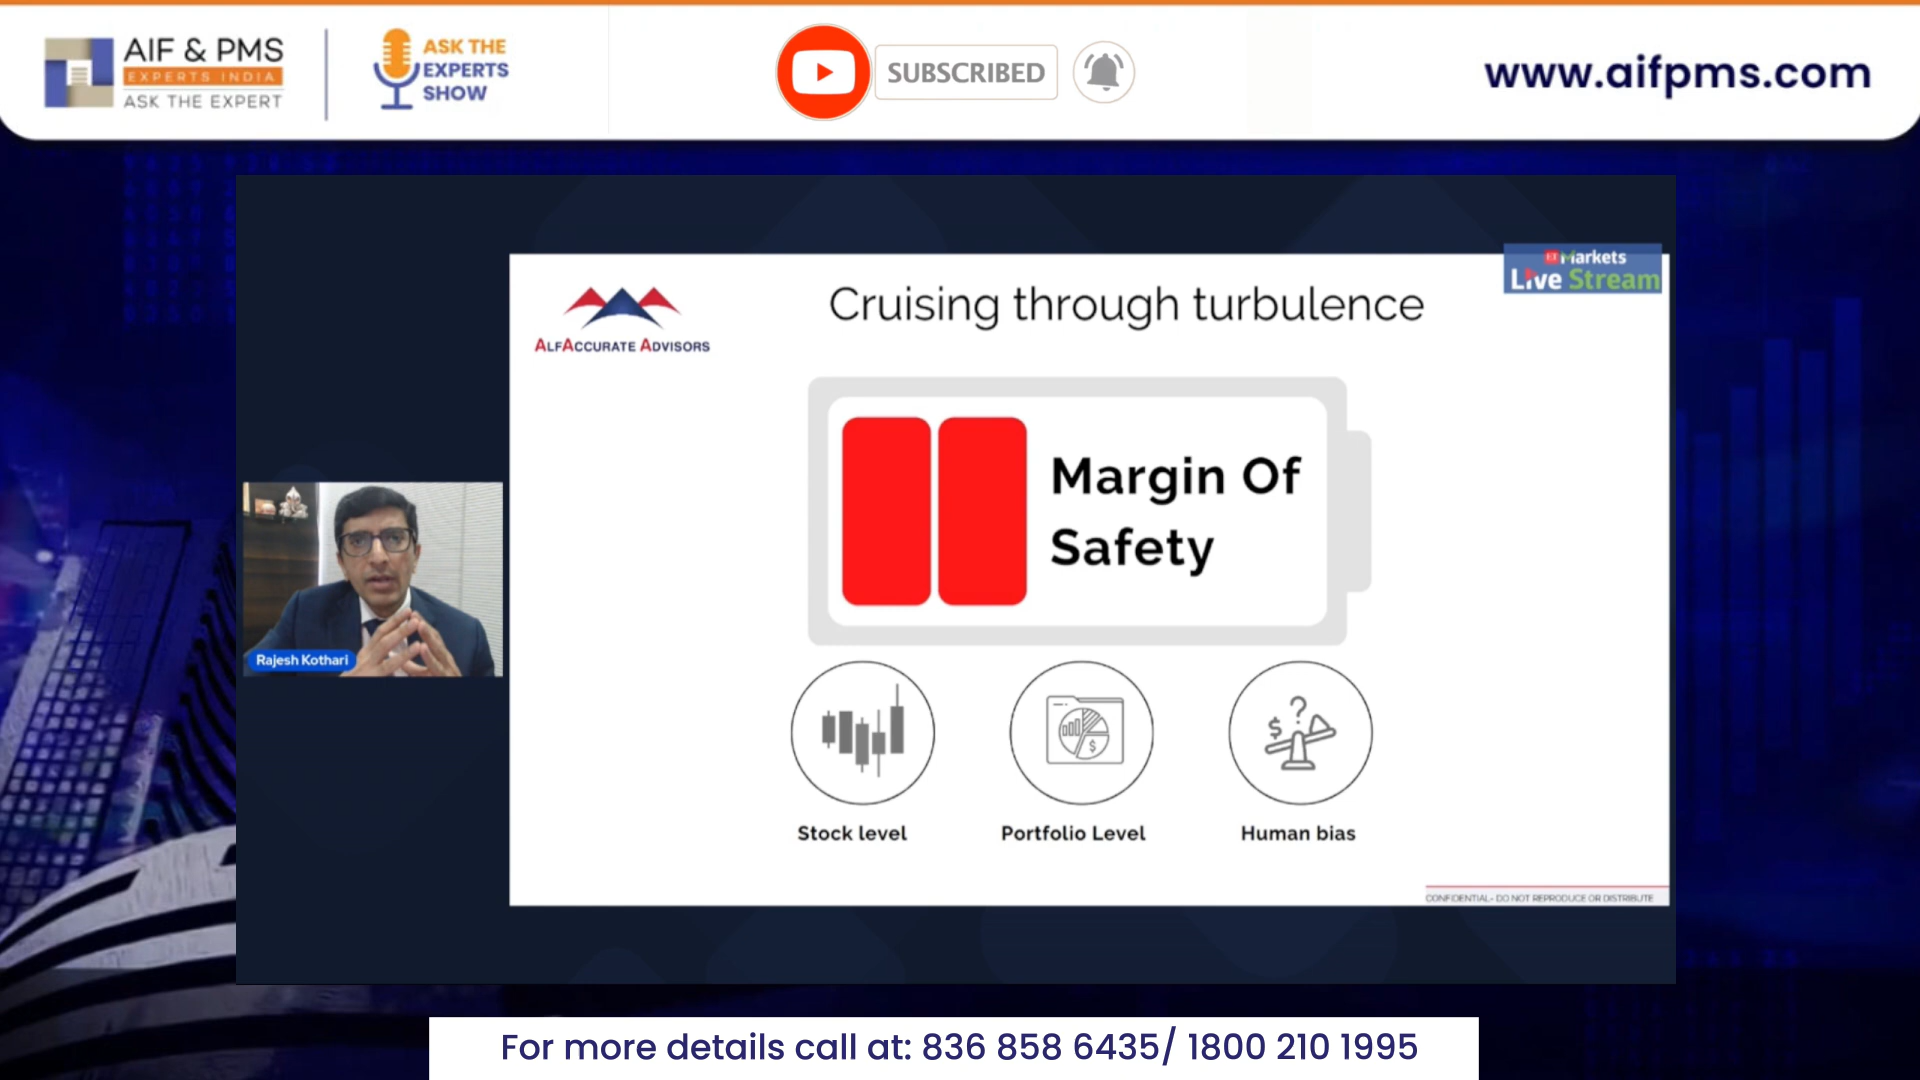 AIF & PMS
EXPERTS INDIA
ASK THE EXPERT
ASK THE
EXPERTS
SHOW
SUBSCRIBED
www.aifpms.com
ET Markets
Live Stream
ALFACCURATE ADVISORS
Cruising through turbulence
Margin Of
Safety
Rajesh Kothari
Stock level
Portfolio Level
Human bias
CONFIDENTIAL- DO NOT REPRODUCE OR DISTRIBUTE
For more details call at: 836 858 6435/ 1800 210 1995